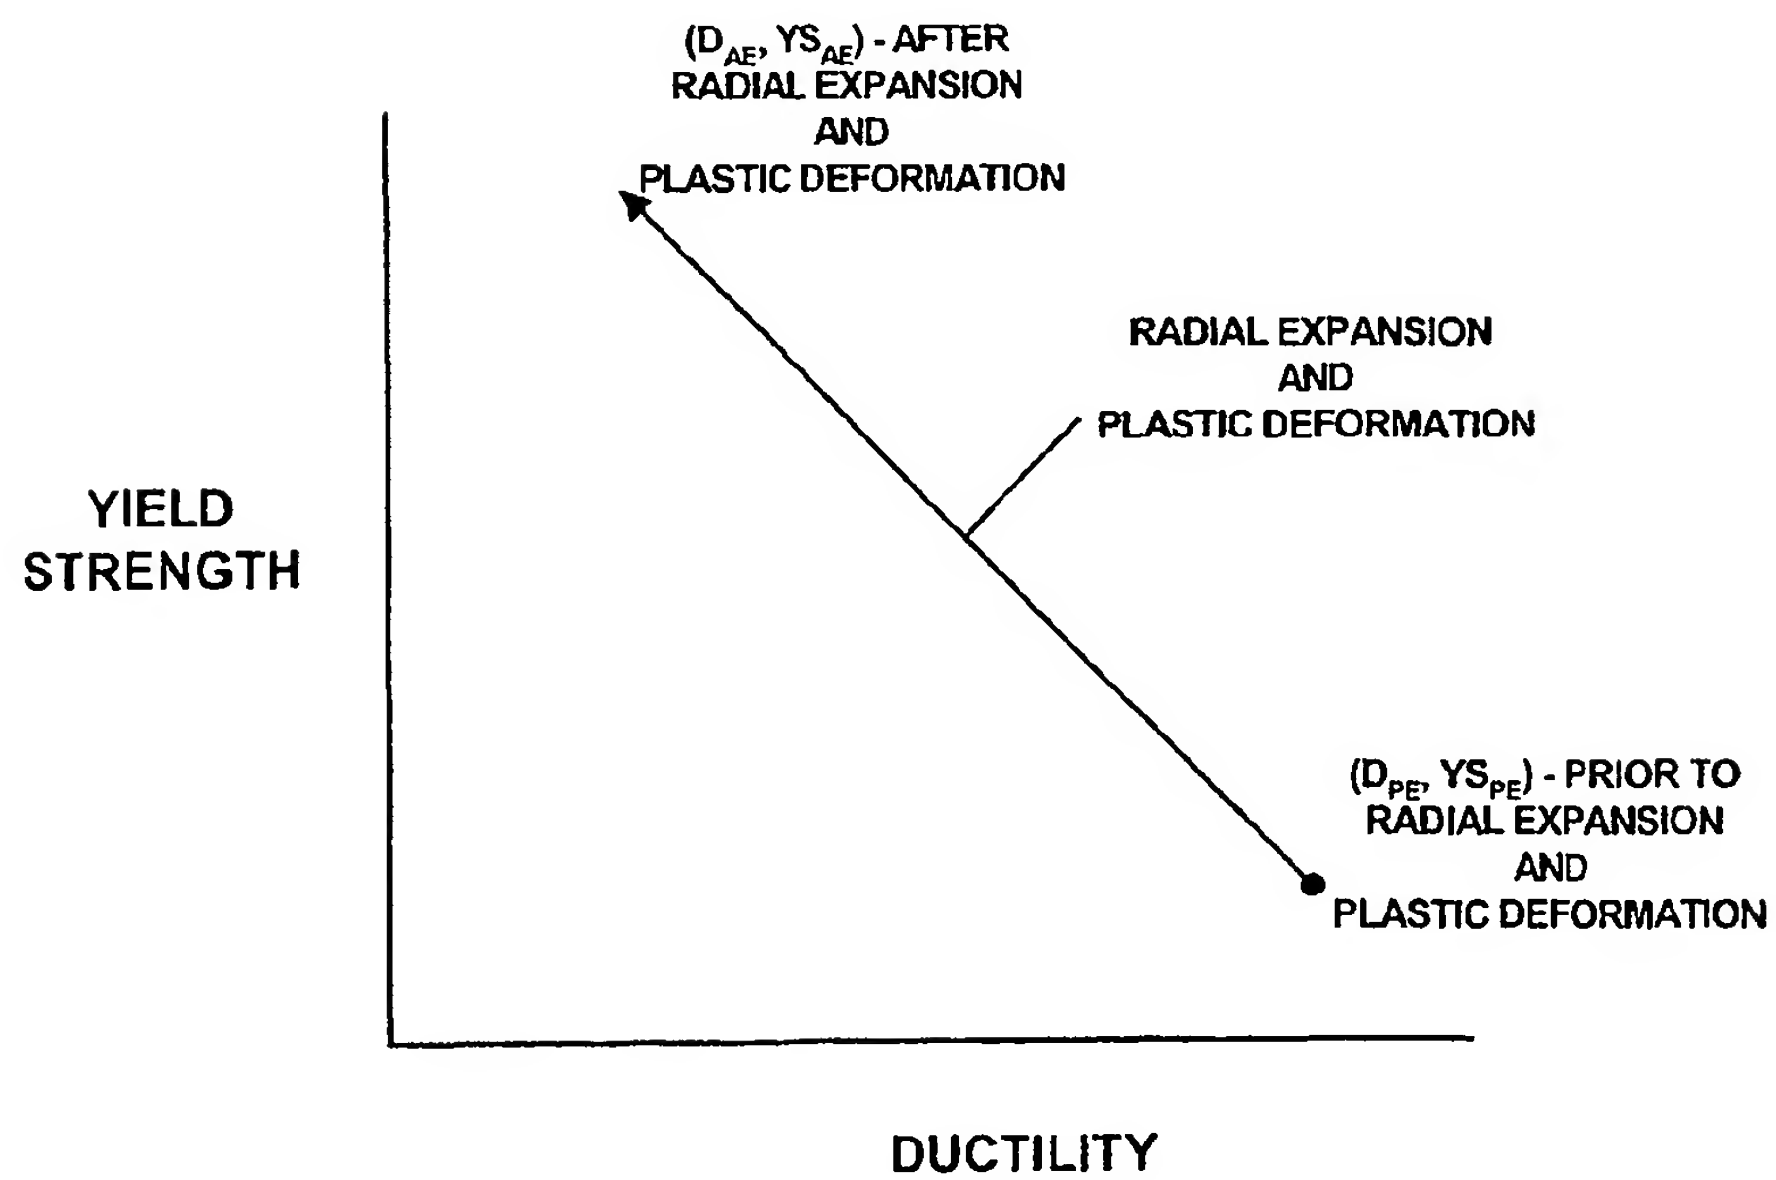 (D_AE, YS_AE) - AFTER
RADIAL EXPANSION
AND
PLASTIC DEFORMATION
RADIAL EXPANSION
AND
PLASTIC DEFORMATION
YIELD
STRENGTH
(D_PE, YS_PE) - PRIOR TO
RADIAL EXPANSION
AND
PLASTIC DEFORMATION
DUCTILITY